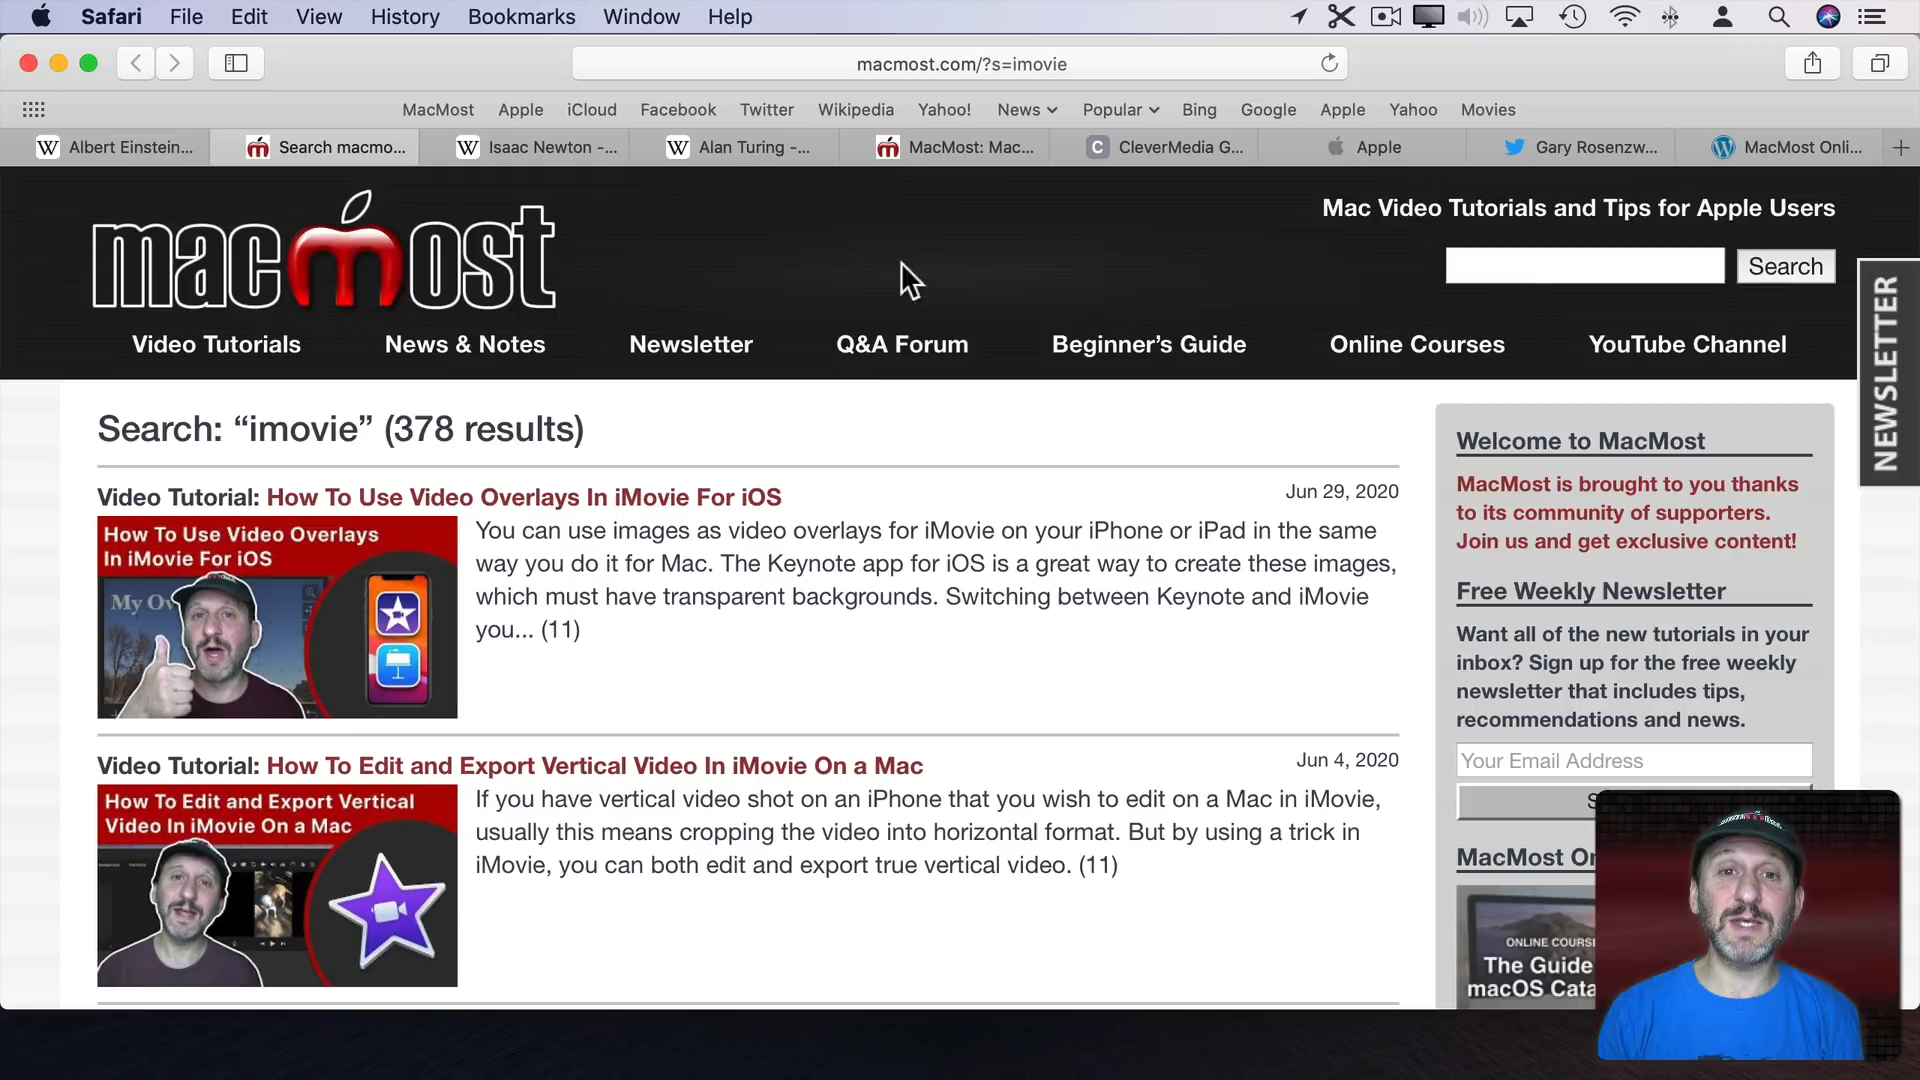 Safari File Edit View History Bookmarks Window Help
macmost.com/?s=imovie
MacMost Apple iCloud Facebook Twitter Wikipedia Yahoo! News Popular Bing Google Apple Yahoo Movies
Albert Einstein... Search macmo... Isaac Newton -... Alan Turing -... MacMost: Mac... CleverMedia G... Apple Gary Rosenzw... MacMost Onli...
macmost
Mac Video Tutorials and Tips for Apple Users
Search
Video Tutorials News & Notes Newsletter Q&A Forum Beginner’s Guide Online Courses YouTube Channel
NEWSLETTER
Search: “imovie” (378 results)
Video Tutorial: How To Use Video Overlays In iMovie For iOS
Jun 29, 2020
How To Use Video Overlays
In iMovie For iOS
My Ov
You can use images as video overlays for iMovie on your iPhone or iPad in the same
way you do it for Mac. The Keynote app for iOS is a great way to create these images,
which must have transparent backgrounds. Switching between Keynote and iMovie
you... (11)
Video Tutorial: How To Edit and Export Vertical Video In iMovie On a Mac
Jun 4, 2020
How To Edit and Export Vertical
Video In iMovie On a Mac
If you have vertical video shot on an iPhone that you wish to edit on a Mac in iMovie,
usually this means cropping the video into horizontal format. But by using a trick in
iMovie, you can both edit and export true vertical video. (11)
Welcome to MacMost
MacMost is brought to you thanks
to its community of supporters.
Join us and get exclusive content!
Free Weekly Newsletter
Want all of the new tutorials in your
inbox? Sign up for the free weekly
newsletter that includes tips,
recommendations and news.
Your Email Address
S
MacMost On
ONLINE COURSE
The Guide
macOS Cata